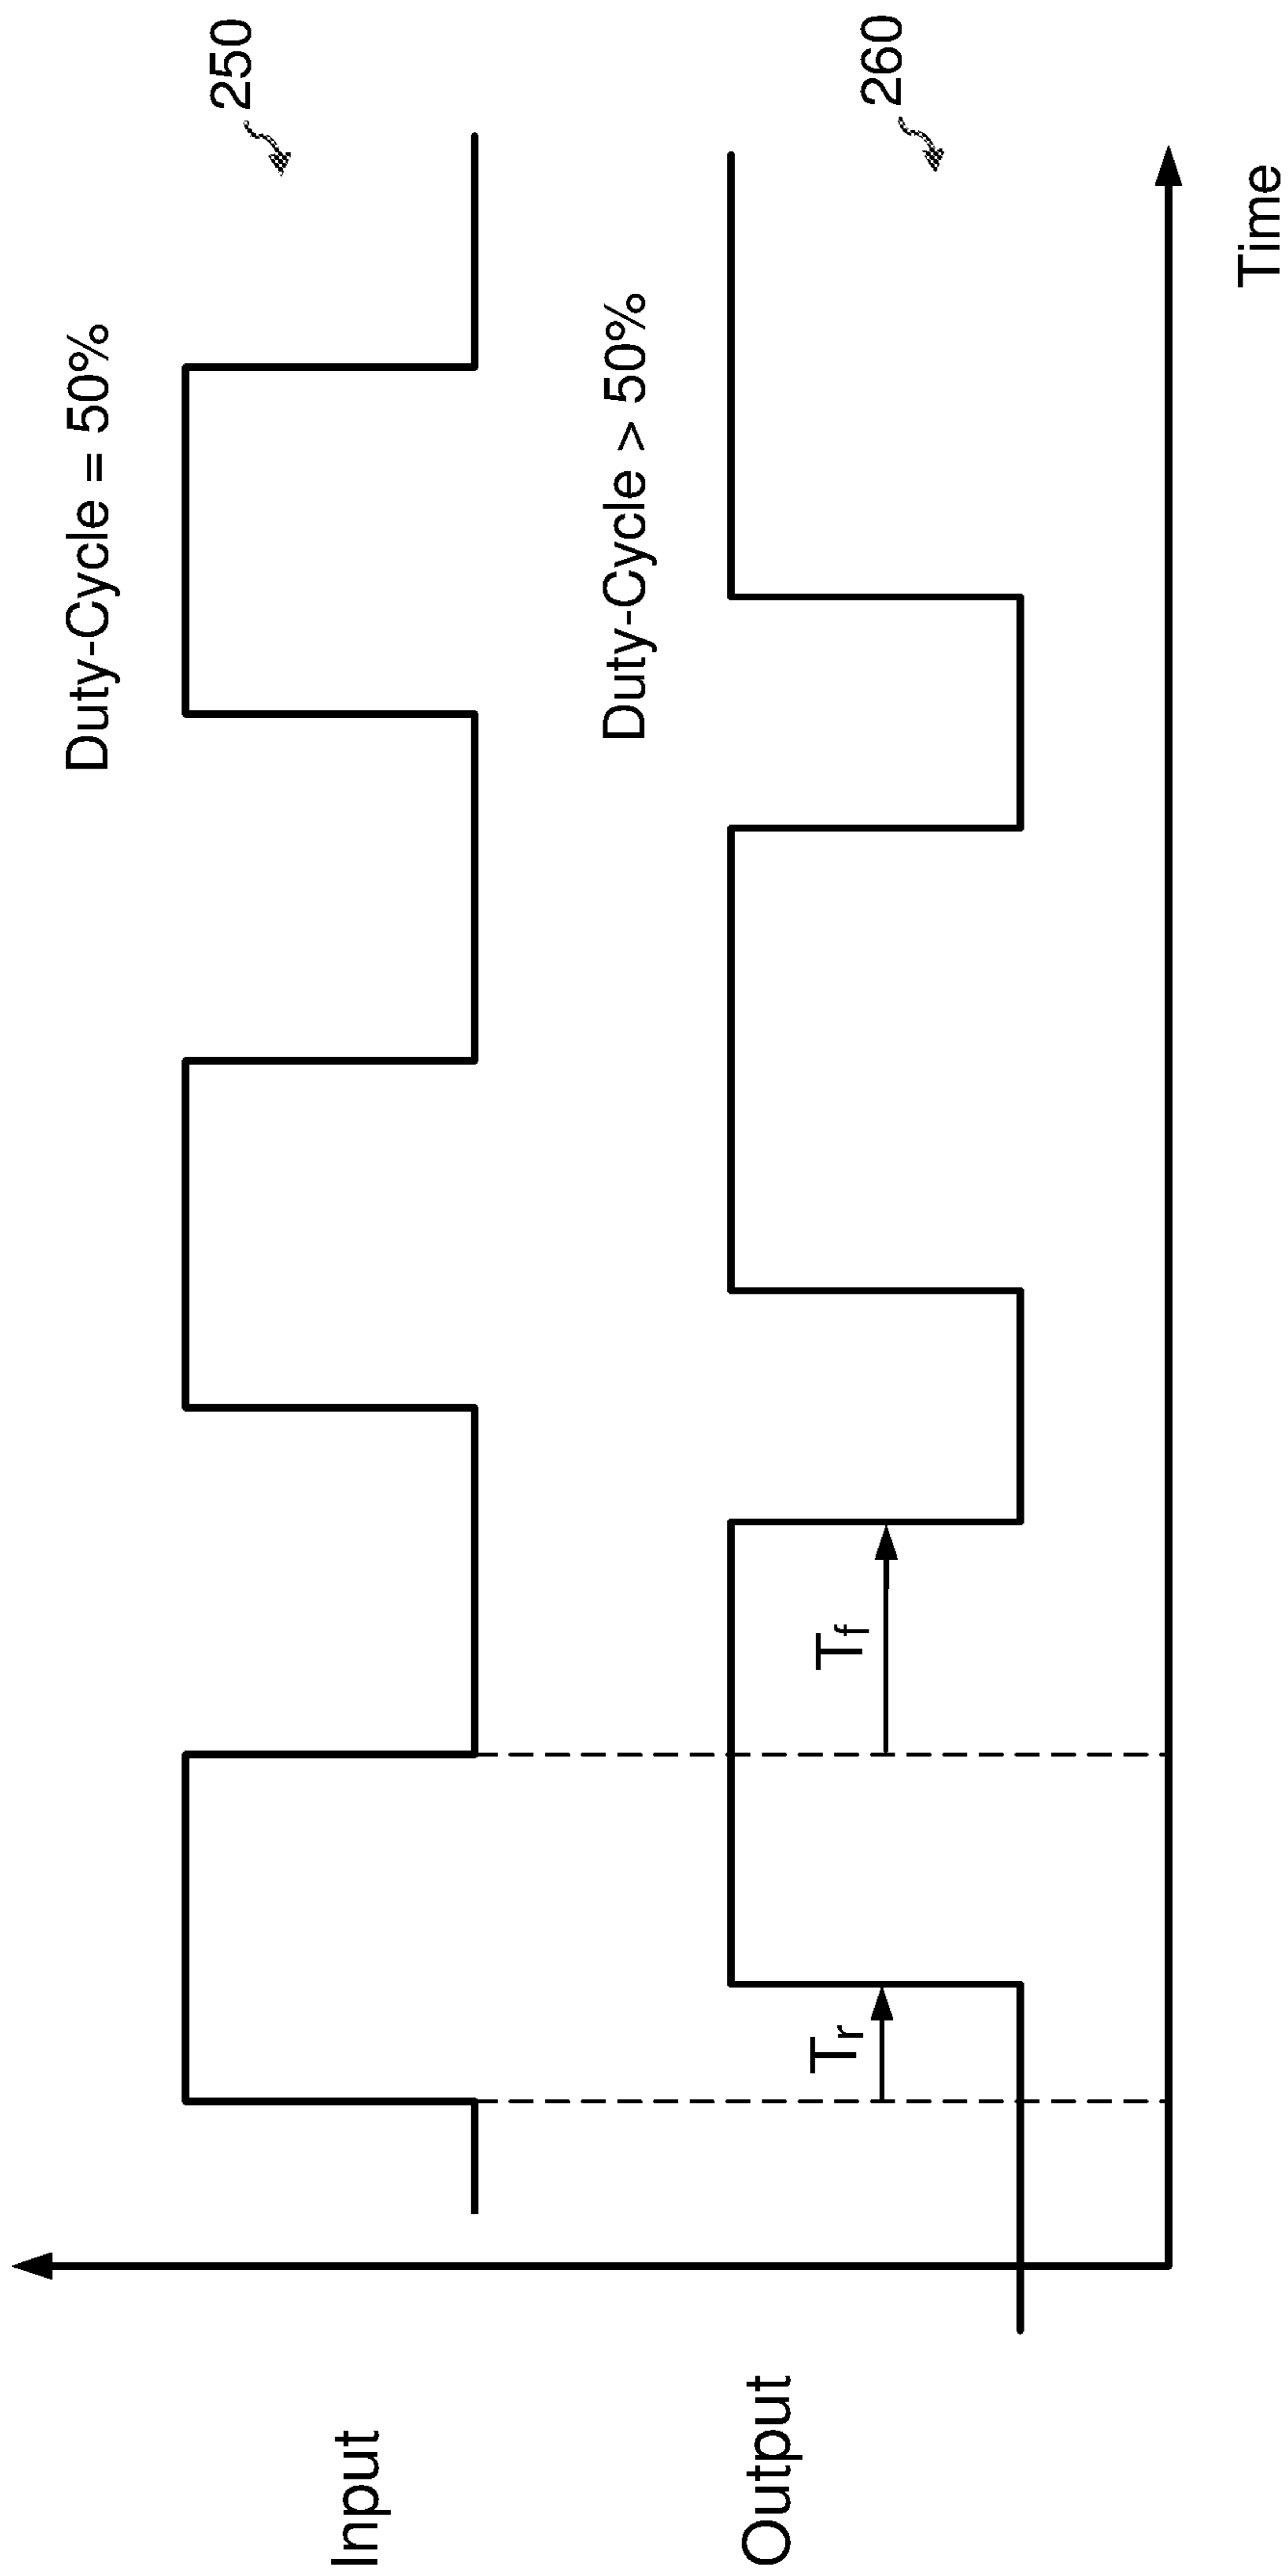 Duty-Cycle = 50%
250
Input
Duty-Cycle > 50%
260
Output
Tr
Tf
Time